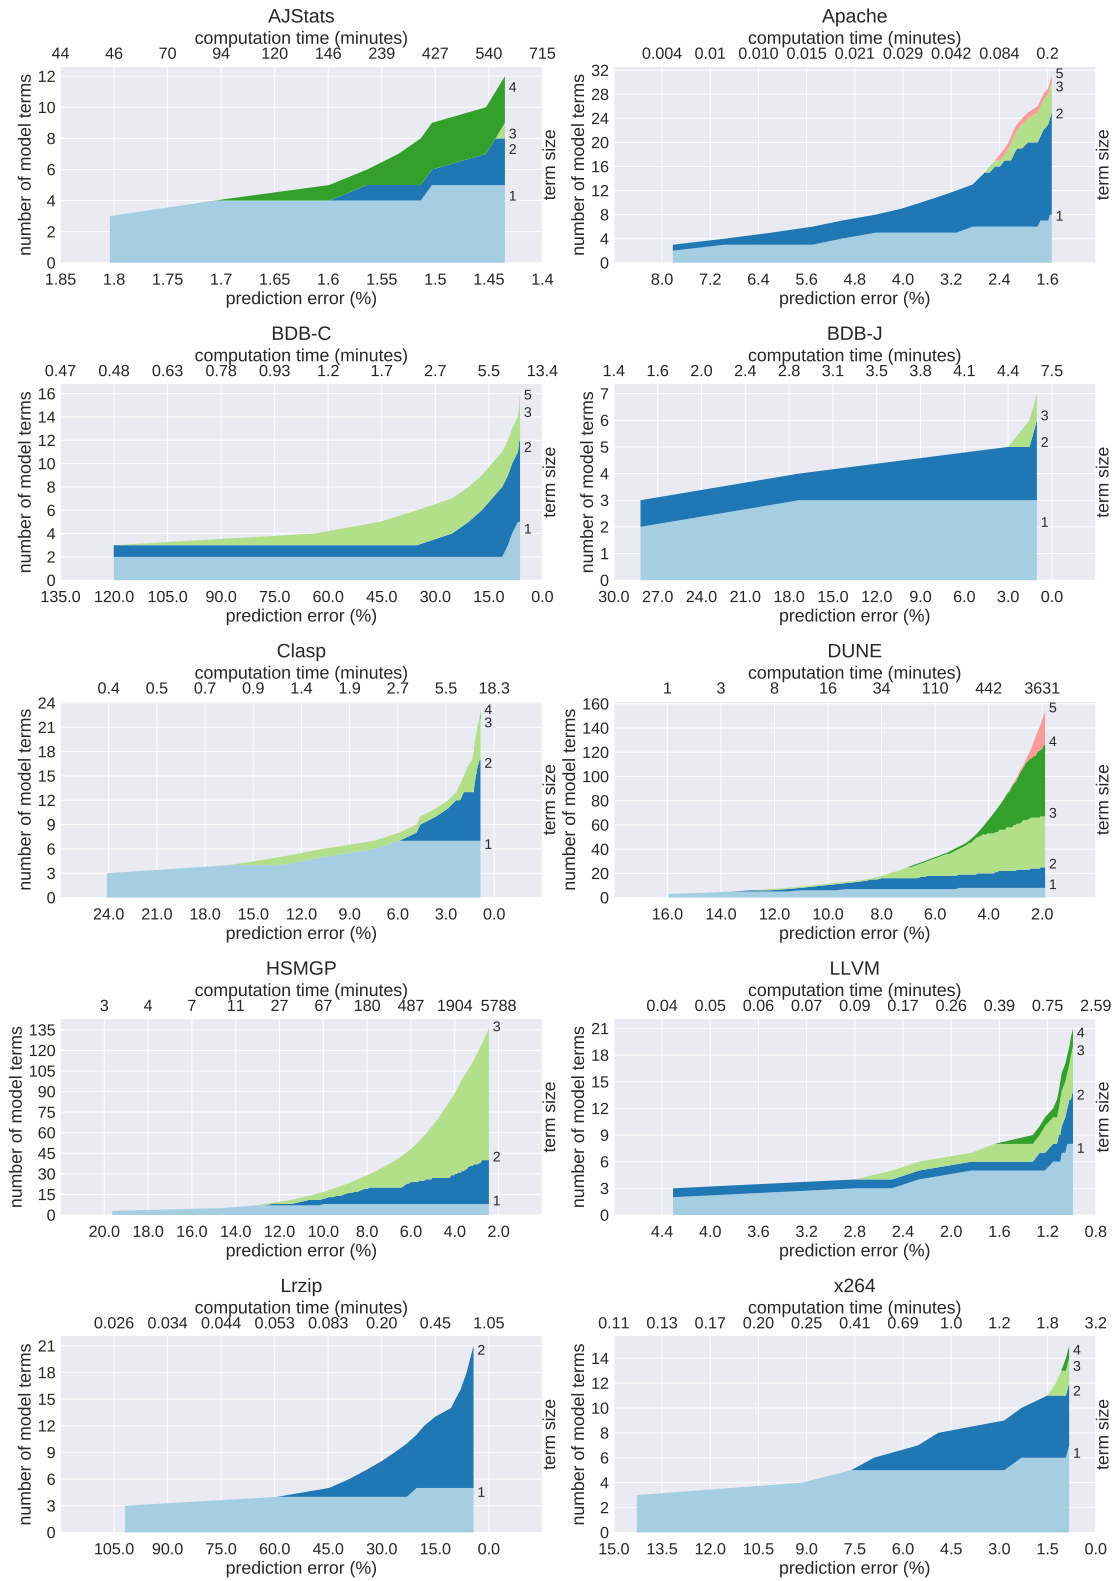 AJStats
computation time (minutes)
44 46 70 94 120 146 239 427 540 715
number of model terms
12
10
8
6
4
2
0
4
3
2
1
term size
1.85 1.8 1.75 1.7 1.65 1.6 1.55 1.5 1.45 1.4
prediction error (%)
Apache
computation time (minutes)
0.004 0.01 0.010 0.015 0.021 0.029 0.042 0.084 0.2
number of model terms
32
28
24
20
16
12
8
4
0
5
3
2
1
term size
8.0 7.2 6.4 5.6 4.8 4.0 3.2 2.4 1.6
prediction error (%)
BDB-C
computation time (minutes)
0.47 0.48 0.63 0.78 0.93 1.2 1.7 2.7 5.5 13.4
number of model terms
16
14
12
10
8
6
4
2
0
5
3
2
1
term size
135.0 120.0 105.0 90.0 75.0 60.0 45.0 30.0 15.0 0.0
prediction error (%)
BDB-J
computation time (minutes)
1.4 1.6 2.0 2.4 2.8 3.1 3.5 3.8 4.1 4.4 7.5
number of model terms
7
6
5
4
3
2
1
0
3
2
1
term size
30.0 27.0 24.0 21.0 18.0 15.0 12.0 9.0 6.0 3.0 0.0
prediction error (%)
Clasp
computation time (minutes)
0.4 0.5 0.7 0.9 1.4 1.9 2.7 5.5 18.3
number of model terms
24
21
18
15
12
9
6
3
0
4
3
2
1
term size
24.0 21.0 18.0 15.0 12.0 9.0 6.0 3.0 0.0
prediction error (%)
DUNE
computation time (minutes)
1 3 8 16 34 110 442 3631
number of model terms
160
140
120
100
80
60
40
20
0
5
4
3
2
1
term size
16.0 14.0 12.0 10.0 8.0 6.0 4.0 2.0
prediction error (%)
HSMGP
computation time (minutes)
3 4 7 11 27 67 180 487 1904 5788
number of model terms
135
120
105
90
75
60
45
30
15
0
3
2
1
term size
20.0 18.0 16.0 14.0 12.0 10.0 8.0 6.0 4.0 2.0
prediction error (%)
LLVM
computation time (minutes)
0.04 0.05 0.06 0.07 0.09 0.17 0.26 0.39 0.75 2.59
number of model terms
21
18
15
12
9
6
3
0
4
3
2
1
term size
4.4 4.0 3.6 3.2 2.8 2.4 2.0 1.6 1.2 0.8
prediction error (%)
Lrzip
computation time (minutes)
0.026 0.034 0.044 0.053 0.083 0.20 0.45 1.05
number of model terms
21
18
15
12
9
6
3
0
2
1
term size
105.0 90.0 75.0 60.0 45.0 30.0 15.0 0.0
prediction error (%)
x264
computation time (minutes)
0.11 0.13 0.17 0.20 0.25 0.41 0.69 1.0 1.2 1.8 3.2
number of model terms
14
12
10
8
6
4
2
0
4
3
2
1
term size
15.0 13.5 12.0 10.5 9.0 7.5 6.0 4.5 3.0 1.5 0.0
prediction error (%)